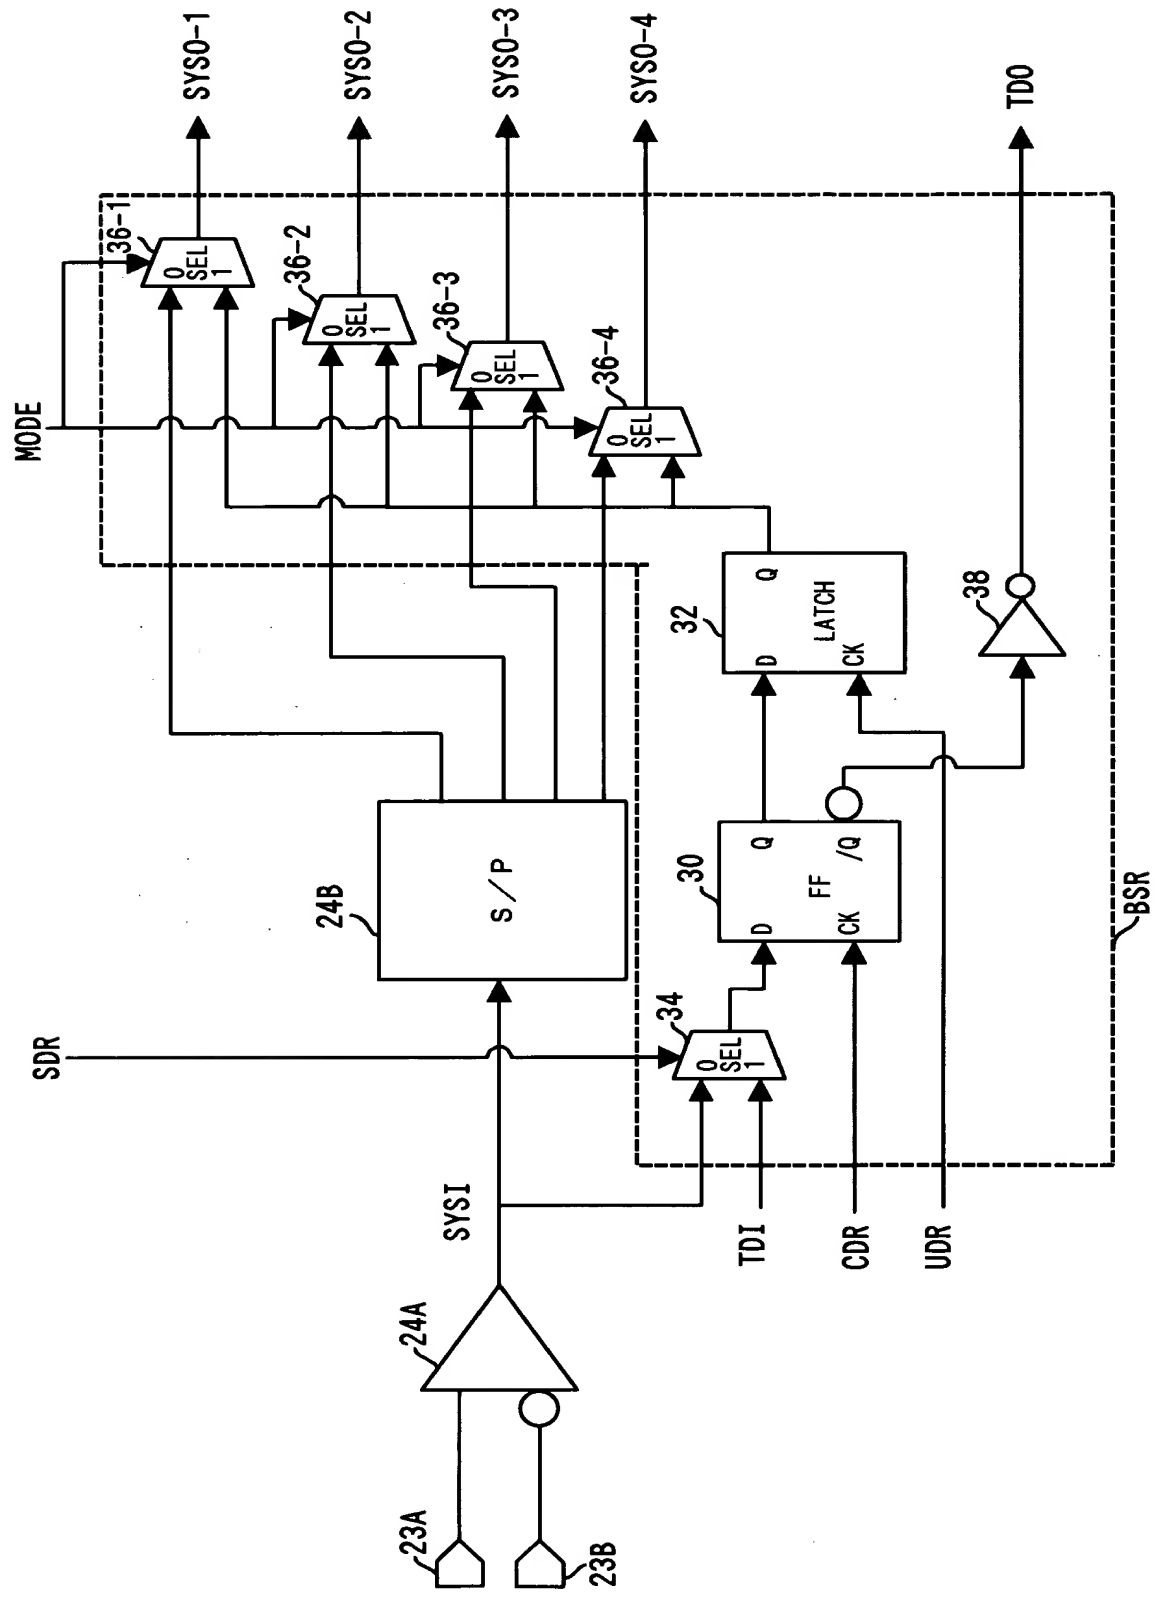 MODE
SYSO-1
SYSO-2
SYSO-3
SYSO-4
TDO
36-1
0
SEL
1
36-2
0
SEL
1
36-3
0
SEL
1
36-4
0
SEL
1
SDR
24B
S/P
SYSI
24A
23A
23B
34
0
SEL
1
30
D
Q
FF
CK
/Q
32
D
Q
LATCH
CK
38
TDI
CDR
UDR
BSR